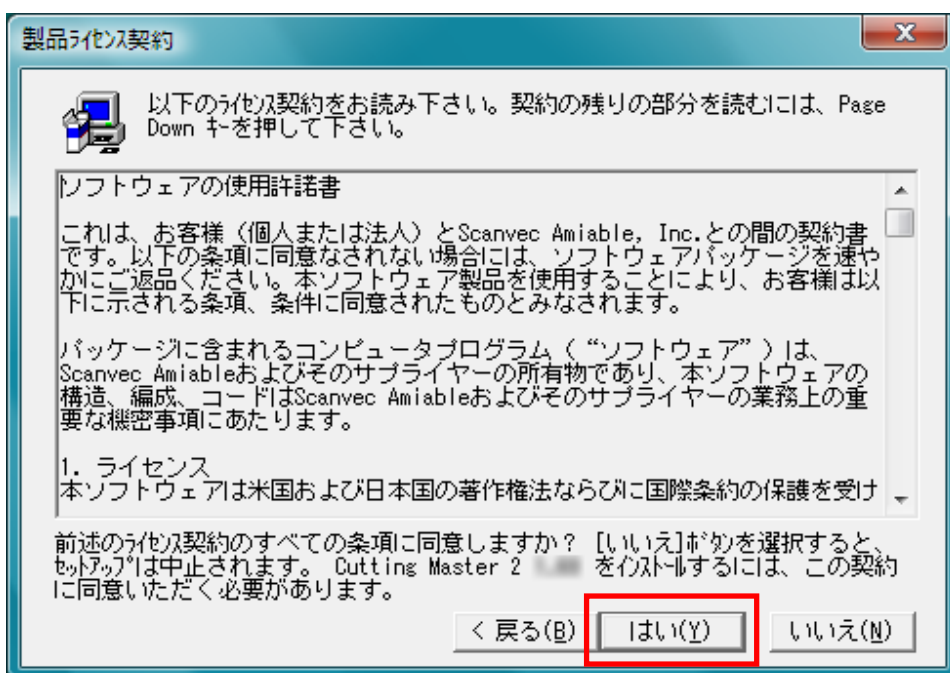 製品ﾗｲｾﾝｽ契約
以下のﾗｲｾﾝｽ契約をお読み下さい。契約の残りの部分を読むには、Page
Down ｷｰを押して下さい。
ソフトウェアの使用許諾書
これは、お客様（個人または法人）とScanvec Amiable, Inc.との間の契約書
です。以下の条項に同意なされない場合には、ソフトウェアパッケージを速や
かにご返品ください。本ソフトウェア製品を使用することにより、お客様は以
下に示される条項、条件に同意されたものとみなされます。
パッケージに含まれるコンピュータプログラム（“ソフトウェア”）は、
Scanvec Amiableおよびそのサプライヤーの所有物であり、本ソフトウェアの
構造、編成、コードはScanvec Amiableおよびそのサプライヤーの業務上の重
要な機密事項にあたります。
1. ライセンス
本ソフトウェアは米国および日本国の著作権法ならびに国際条約の保護を受け
前述のﾗｲｾﾝｽ契約のすべての条項に同意しますか？ [いいえ]ﾎﾞﾀﾝを選択すると、
ｾｯﾄｱｯﾌﾟは中止されます。 Cutting Master 2 をｲﾝｽﾄｰﾙするには、この契約
に同意いただく必要があります。
< 戻る(B)
はい(Y)
いいえ(N)